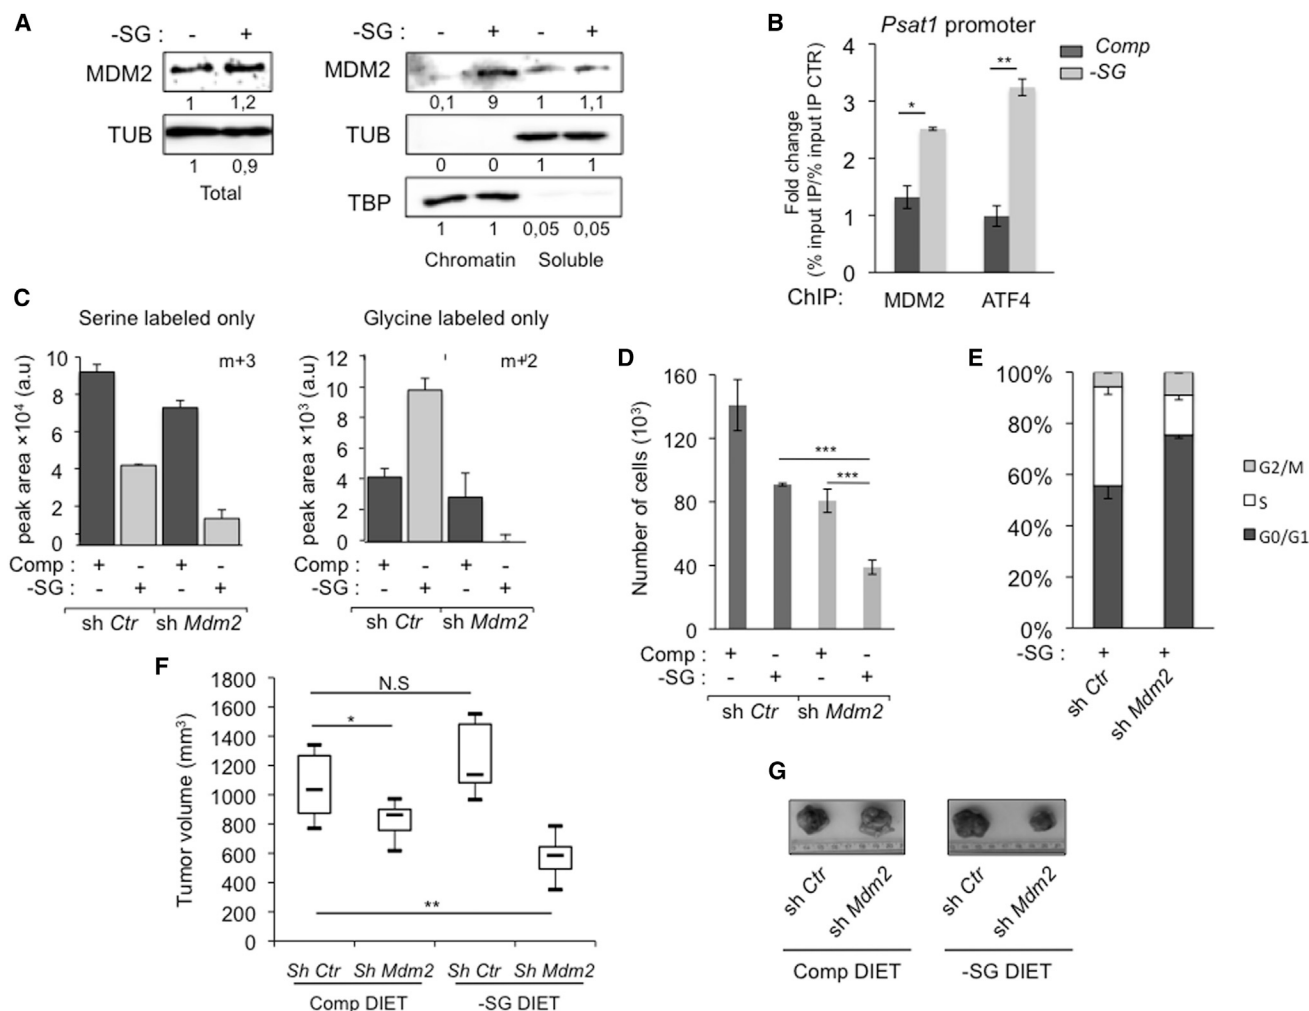 A
-SG : - +
MDM2
1 1,2
TUB
1 0,9
Total
-SG : - + - +
MDM2
0,1 9 1 1,1
TUB
0 0 1 1
TBP
1 1 0,05 0,05
Chromatin Soluble
B
Psat1 promoter
Comp
-SG
Fold change
(% input IP/% input IP CTR)
4
3
2
1
0
*
**
ChIP: MDM2 ATF4
C
Serine labeled only
m+3
peak area ×10⁴ (a.u)
10
8
6
4
2
0
Comp : + - + -
-SG : - + - +
sh Ctr sh Mdm2
Glycine labeled only
m+2
peak area ×10³ (a.u)
12
10
8
6
4
2
0
Comp : + - + -
-SG : - + - +
sh Ctr sh Mdm2
D
Number of cells (10³)
160
120
80
40
0
***
***
Comp : + - + -
-SG : - + - +
sh Ctr sh Mdm2
E
100%
80%
60%
40%
20%
0%
G2/M
S
G0/G1
-SG : + +
sh Ctr
sh Mdm2
F
Tumor volume (mm³)
1800
1600
1400
1200
1000
800
600
400
200
0
N.S
*
**
Sh Ctr Sh Mdm2 Sh Ctr Sh Mdm2
Comp DIET -SG DIET
G
sh Ctr
sh Mdm2
sh Ctr
sh Mdm2
Comp DIET -SG DIET